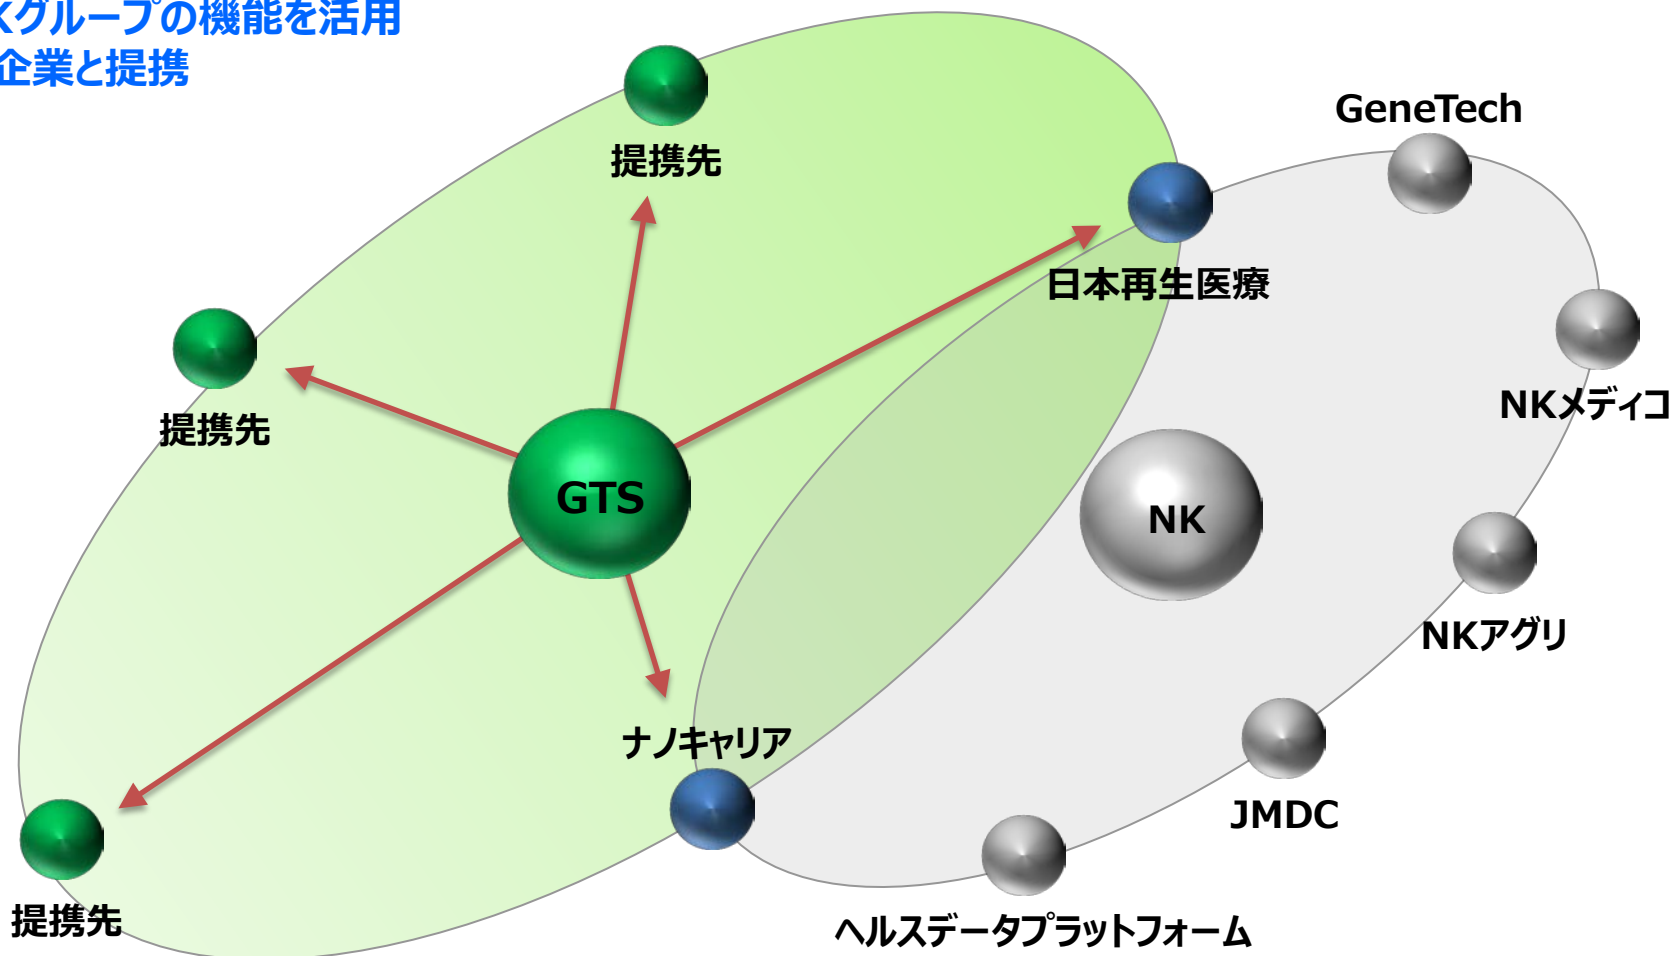 Kグループの機能を活用
企業と提携
GeneTech
提携先
日本再生医療
NKメディコ
提携先
GTS
NK
NKアグリ
ナノキャリア
JMDC
提携先
ヘルスデータプラットフォーム